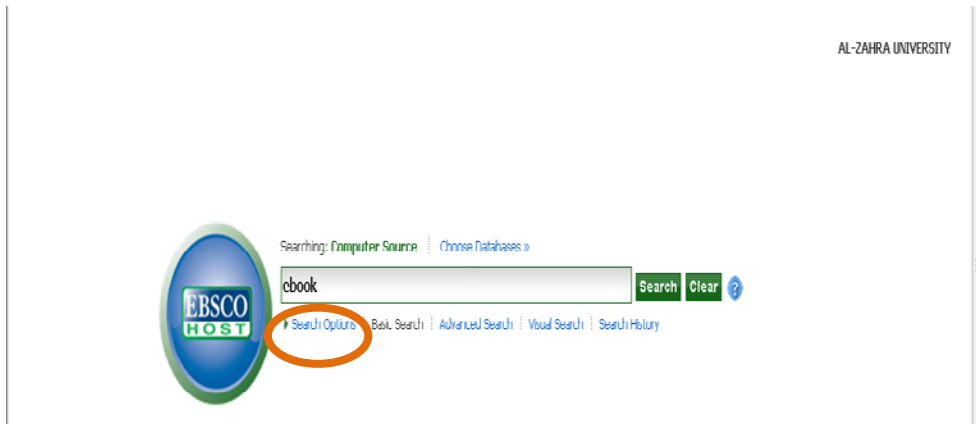 AL-ZAHRA UNIVERSITY
Searching: Computer Source Choose Databases »
ebook Search Clear ?
EBSCO
HOST
Search Options Basic Search Advanced Search Visual Search Search History